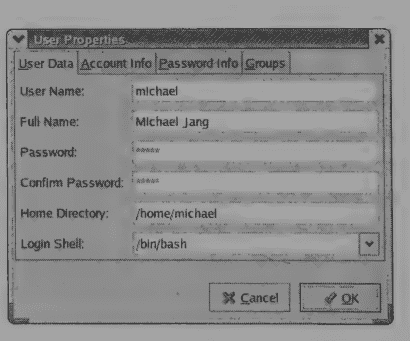 User Properties
User Data Account Info Password Info Groups
User Name: michael
Full Name: Michael Jang
Password: *****
Confirm Password: *****
Home Directory: /home/michael
Login Shell: /bin/bash
Cancel OK